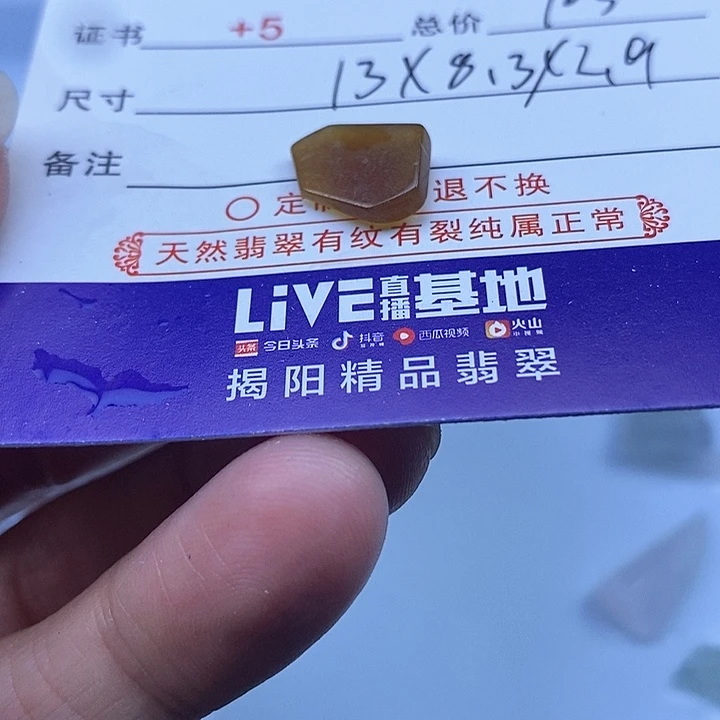 证书 +5 总价
尺寸 13X8.3X2.9
备注
○ 定 退不换
天然翡翠有纹有裂纯属正常
LiVE直播基地
头条 今日头条 抖音 西瓜视频 火山
揭阳精品翡翠